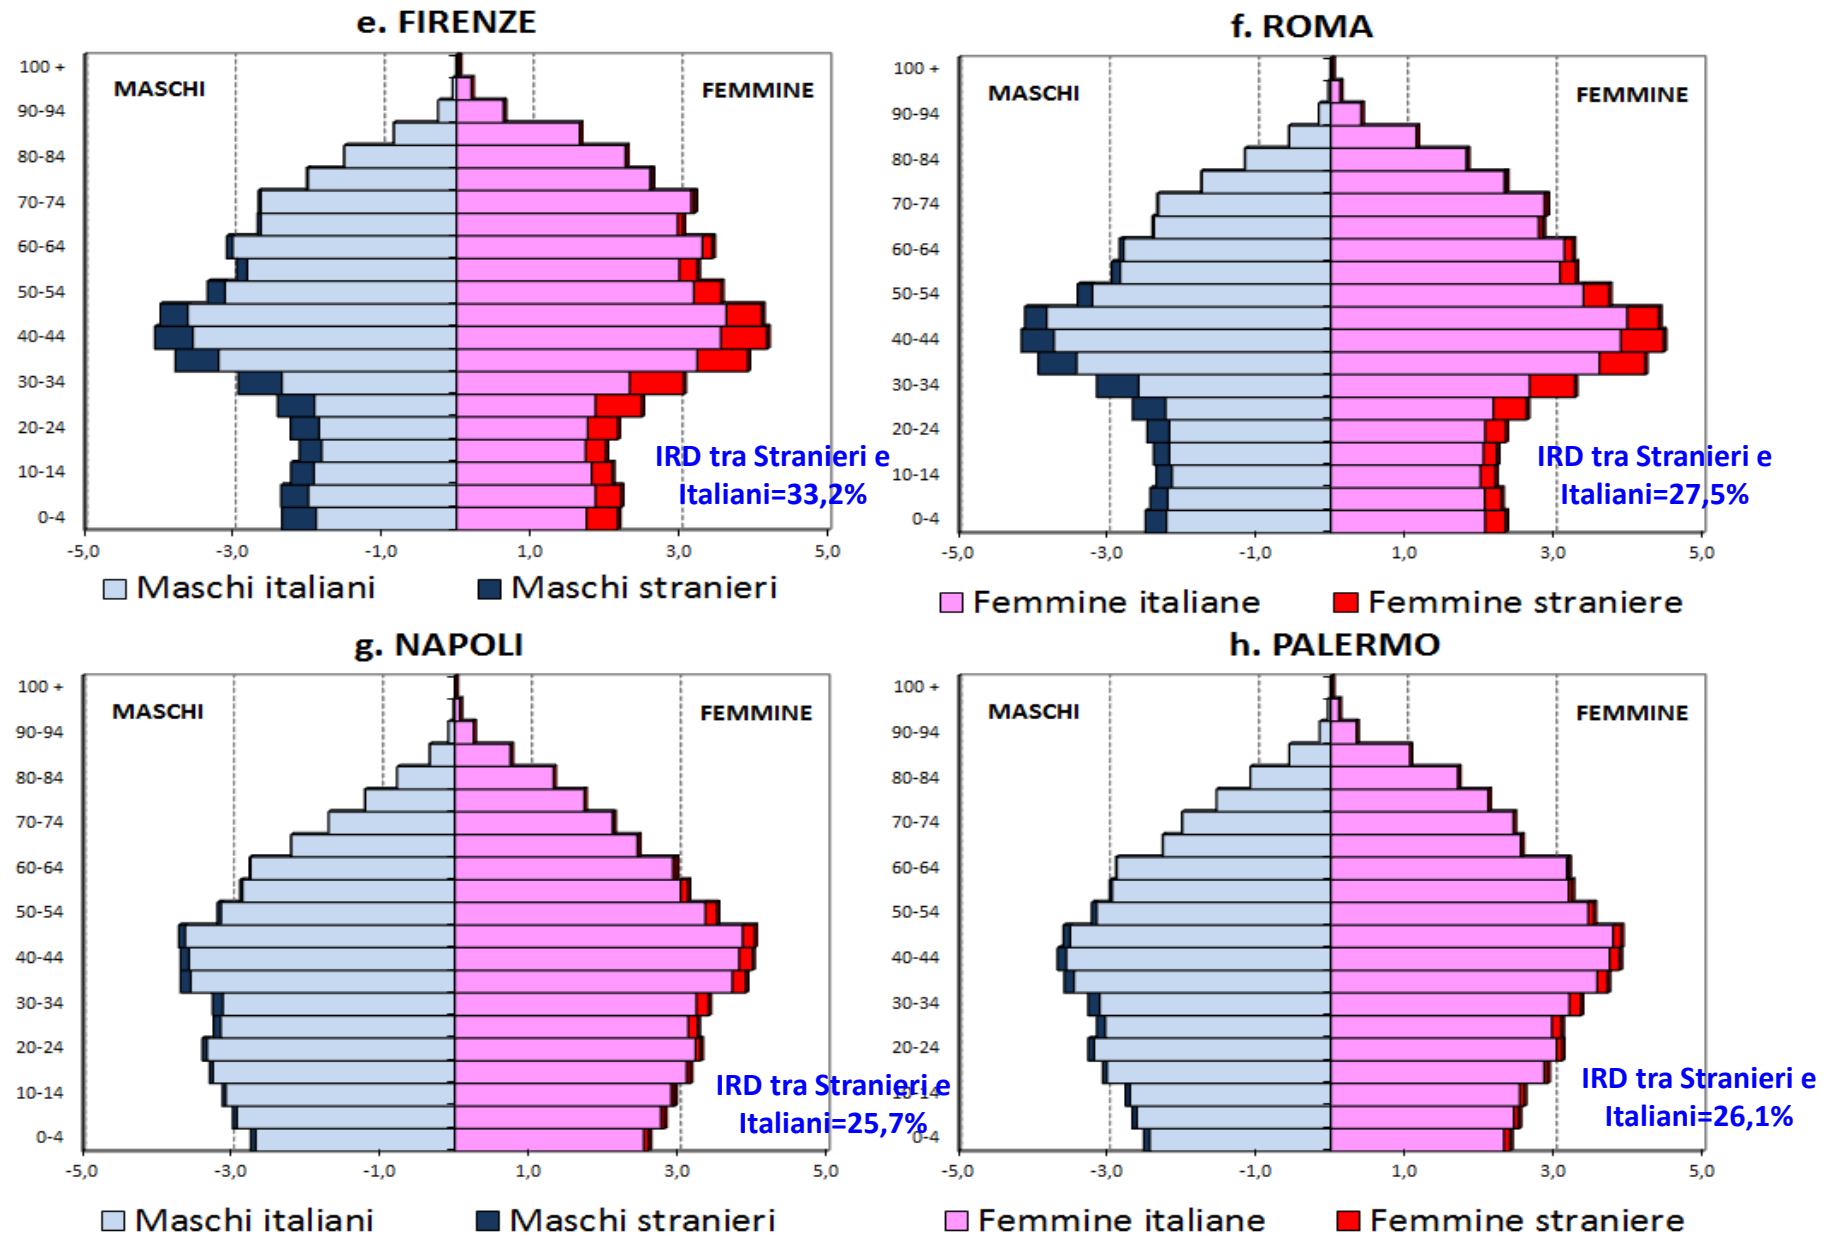 e. FIRENZE
MASCHI
FEMMINE
100 +
90-94
80-84
70-74
60-64
50-54
40-44
30-34
20-24
10-14
0-4
IRD tra Stranieri e
Italiani=33,2%
-5,0 -3,0 -1,0 1,0 3,0 5,0
Maschi italiani Maschi stranieri
f. ROMA
MASCHI
FEMMINE
100 +
90-94
80-84
70-74
60-64
50-54
40-44
30-34
20-24
10-14
0-4
IRD tra Stranieri e
Italiani=27,5%
-5,0 -3,0 -1,0 1,0 3,0 5,0
Femmine italiane Femmine straniere
g. NAPOLI
MASCHI
FEMMINE
100 +
90-94
80-84
70-74
60-64
50-54
40-44
30-34
20-24
10-14
0-4
IRD tra Stranieri e
Italiani=25,7%
-5,0 -3,0 -1,0 1,0 3,0 5,0
Maschi italiani Maschi stranieri
h. PALERMO
MASCHI
FEMMINE
100 +
90-94
80-84
70-74
60-64
50-54
40-44
30-34
20-24
10-14
0-4
IRD tra Stranieri e
Italiani=26,1%
-5,0 -3,0 -1,0 1,0 3,0 5,0
Femmine italiane Femmine straniere